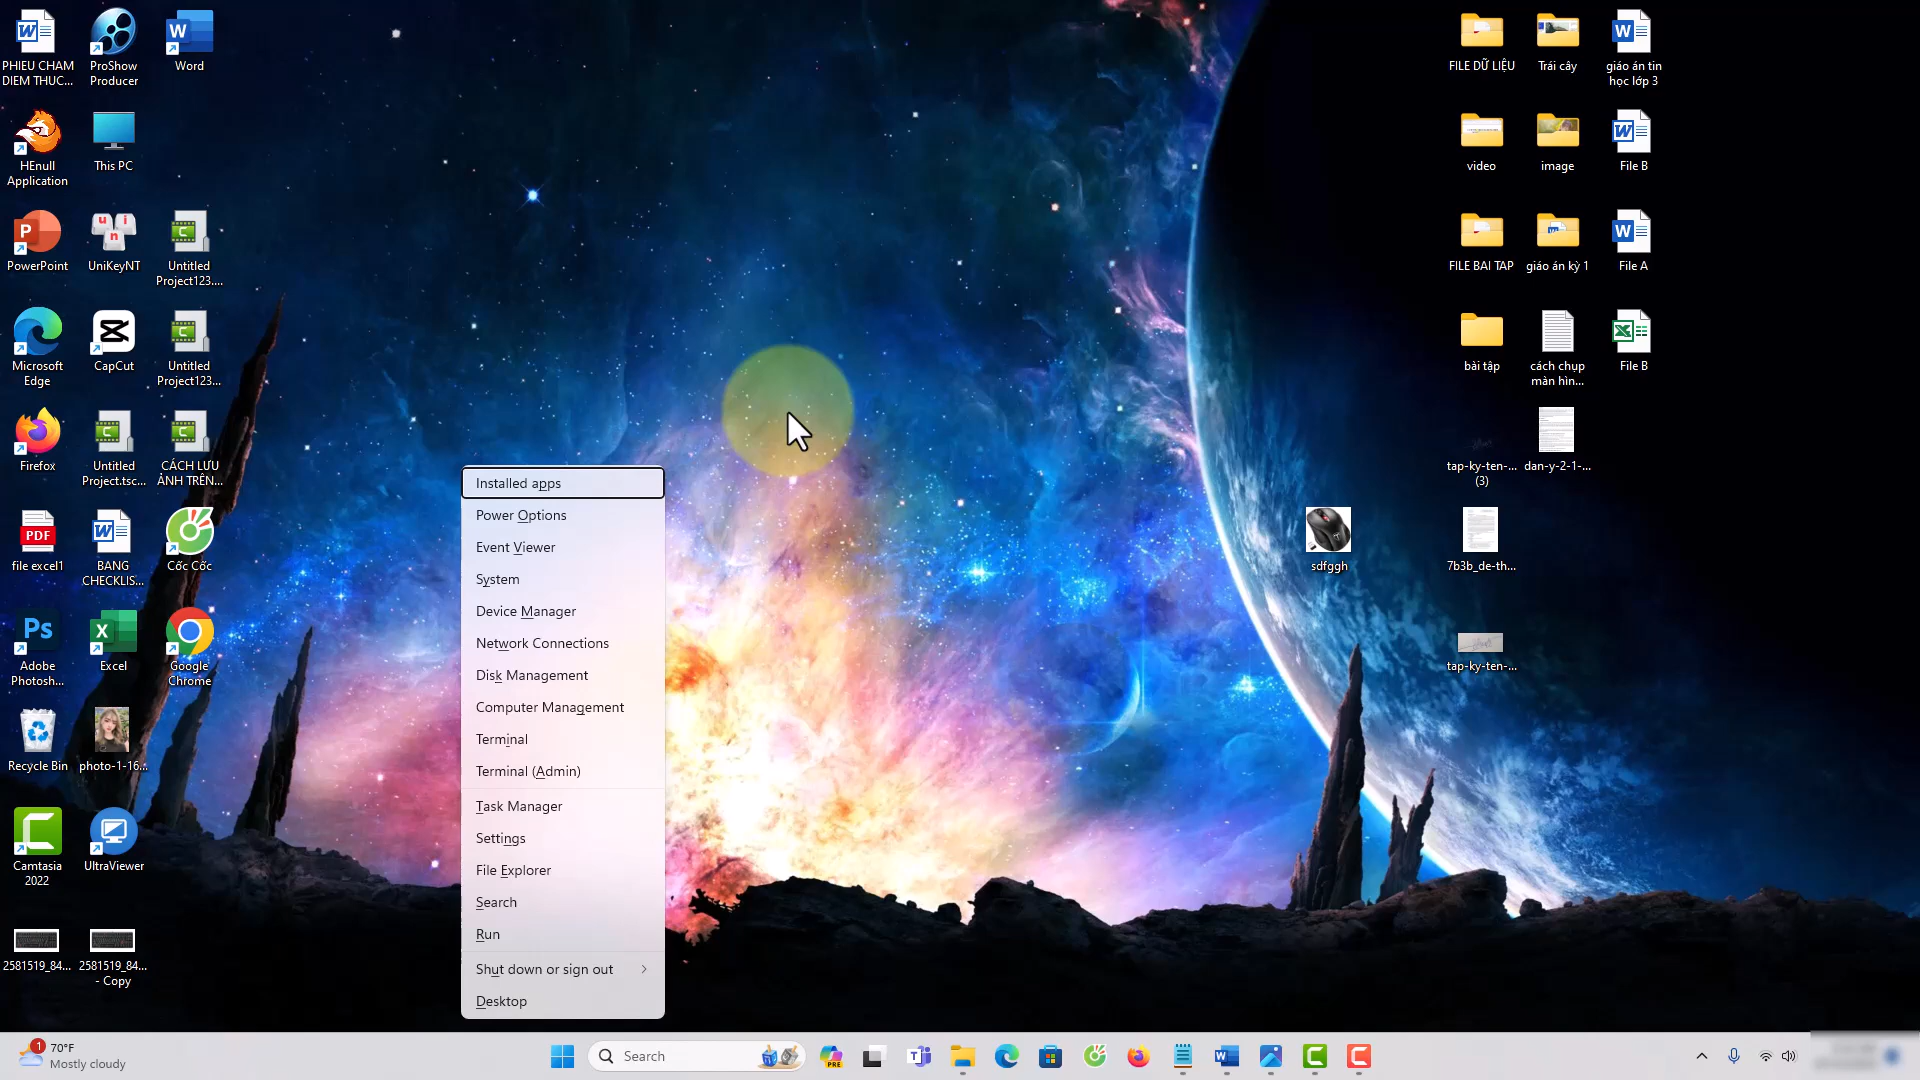 PHIEU CHAM
DIEM THUC...
ProShow
Producer
Word
HEnull
Application
This PC
PowerPoint
UniKeyNT
Untitled
Project123....
Microsoft
Edge
CapCut
Untitled
Project123...
Firefox
Untitled
Project.tsc...
CÁCH LƯU
ẢNH TRÊN...
PDF
file excel1
BANG
CHECKLIS...
Cốc Cốc
Ps
Adobe
Photosh...
Excel
Google
Chrome
Recycle Bin
photo-1-16...
Camtasia
2022
UltraViewer
2581519_84...
2581519_84...
- Copy
FILE DỮ LIỆU
Trái cây
giáo án tin
học lớp 3
video
image
File B
FILE BAI TAP
giáo án kỳ 1
File A
bài tập
cách chụp
màn hìn...
File B
tap-ky-ten-...
(3)
dan-y-2-1-...
sdfggh
7b3b_de-th...
tap-ky-ten-...
Installed apps
Power Options
Event Viewer
System
Device Manager
Network Connections
Disk Management
Computer Management
Terminal
Terminal (Admin)
Task Manager
Settings
File Explorer
Search
Run
Shut down or sign out
Desktop
1
70°F
Mostly cloudy
Search
PRE